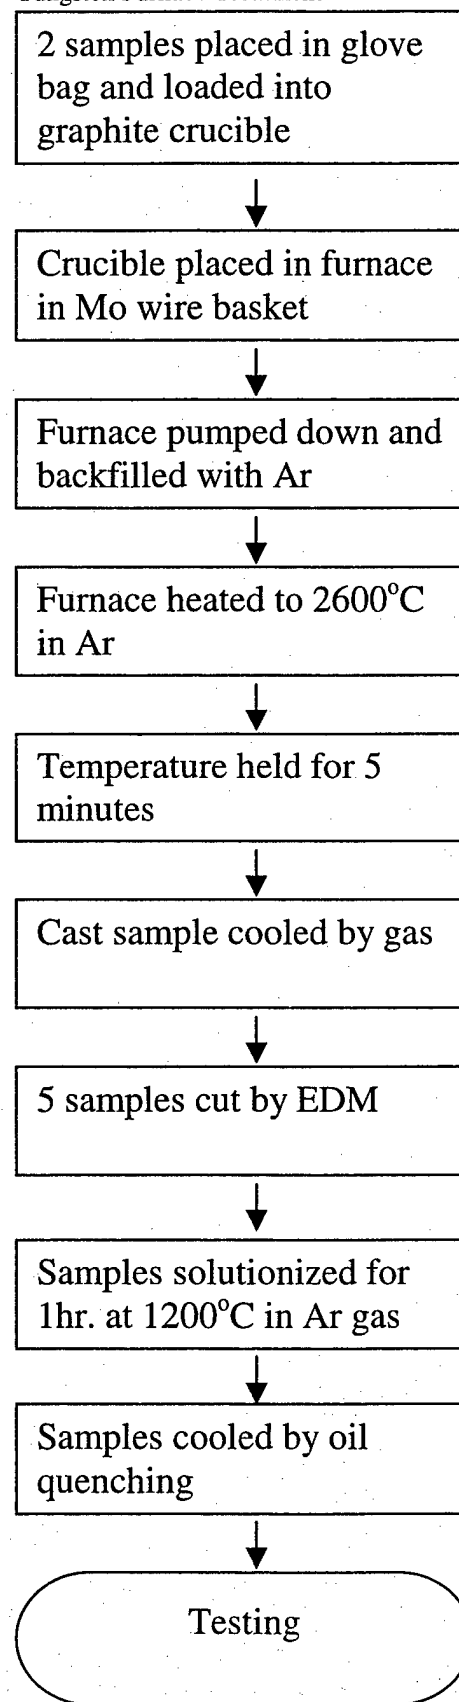 2 samples placed in glove
bag and loaded into
graphite crucible
Crucible placed in furnace
in Mo wire basket
Furnace pumped down and
backfilled with Ar
Furnace heated to 2600°C
in Ar
Temperature held for 5
minutes
Cast sample cooled by gas
5 samples cut by EDM
Samples solutionized for
1hr. at 1200°C in Ar gas
Samples cooled by oil
quenching
Testing